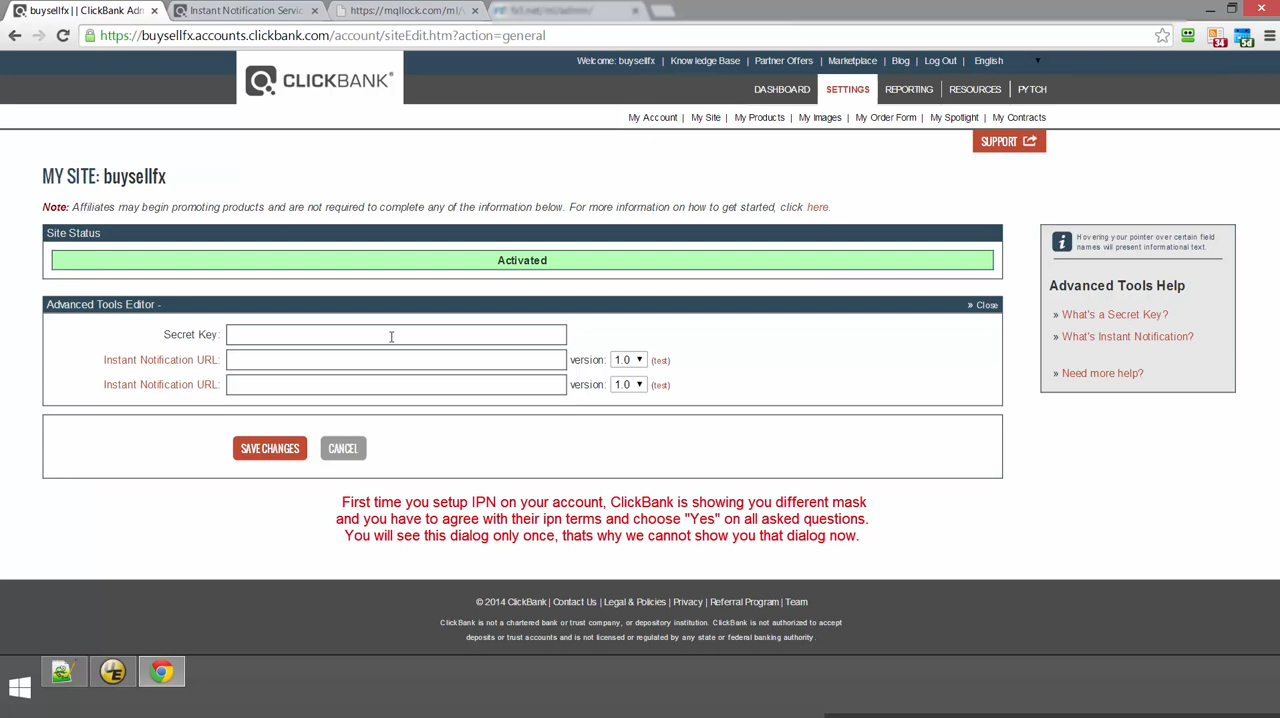 buysellfx | ClickBank Adn
Instant Notification Servic
https://mqllock.com/ml/
https://buysellfx.accounts.clickbank.com/account/siteEdit.htm?action=general
34
5d
Welcome: buysellfx | Knowledge Base | Partner Offers | Marketplace | Blog | Log Out | English
CLICKBANK®
DASHBOARD SETTINGS REPORTING RESOURCES PYTCH
My Account | My Site | My Products | My Images | My Order Form | My Spotlight | My Contracts
SUPPORT
MY SITE: buysellfx
Note: Affiliates may begin promoting products and are not required to complete any of the information below. For more information on how to get started, click here.
Site Status
Activated
Hovering your pointer over certain field
names will present informational text.
Advanced Tools Help
» What's a Secret Key?
» What's Instant Notification?
» Need more help?
Advanced Tools Editor - » Close
Secret Key:
Instant Notification URL: version: 1.0 (test)
Instant Notification URL: version: 1.0 (test)
SAVE CHANGES CANCEL
First time you setup IPN on your account, ClickBank is showing you different mask
and you have to agree with their ipn terms and choose "Yes" on all asked questions.
You will see this dialog only once, thats why we cannot show you that dialog now.
© 2014 ClickBank | Contact Us | Legal & Policies | Privacy | Referral Program | Team
ClickBank is not a chartered bank or trust company, or depository institution. ClickBank is not authorized to accept
deposits or trust accounts and is not licensed or regulated by any state or federal banking authority.